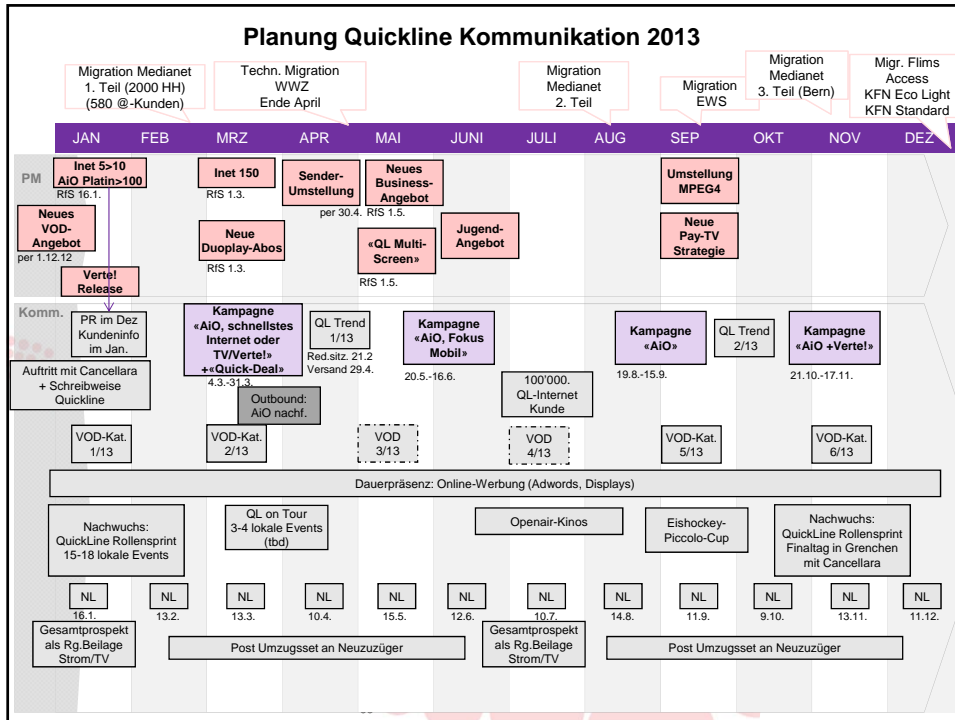 Planung Quickline Kommunikation 2013
Migration Medianet
1. Teil (2000 HH)
(580 @-Kunden)
Techn. Migration
WWZ
Ende April
Migration
Medianet
2. Teil
Migration
EWS
Migration
Medianet
3. Teil (Bern)
Migr. Flims
Access
KFN Eco Light
KFN Standard
JAN FEB MRZ APR MAI JUNI JULI AUG SEP OKT NOV DEZ
PM
Inet 5>10
AiO Platin>100
RfS 16.1.
Inet 150
RfS 1.3.
Sender-
Umstellung
per 30.4.
Neues
Business-
Angebot
RfS 1.5.
Umstellung
MPEG4
Neues
VOD-
Angebot
per 1.12.12
Neue
Duoplay-Abos
RfS 1.3.
«QL Multi-
Screen»
RfS 1.5.
Jugend-
Angebot
Neue
Pay-TV
Strategie
Verte!
Release
Komm.
PR im Dez
Kundeninfo
im Jan.
Kampagne
«AiO, schnellstes
Internet oder
TV/Verte!»
+«Quick-Deal»
4.3.-31.3.
QL Trend
1/13
Red.sitz. 21.2
Versand 29.4.
Kampagne
«AiO, Fokus
Mobil»
20.5.-16.6.
Kampagne
«AiO»
19.8.-15.9.
QL Trend
2/13
Kampagne
«AiO +Verte!»
21.10.-17.11.
Auftritt mit Cancellara
+ Schreibweise
Quickline
Outbound:
AiO nachf.
100'000.
QL-Internet
Kunde
VOD-Kat.
1/13
VOD-Kat.
2/13
VOD
3/13
VOD
4/13
VOD-Kat.
5/13
VOD-Kat.
6/13
Dauerpräsenz: Online-Werbung (Adwords, Displays)
Nachwuchs:
QuickLine Rollensprint
15-18 lokale Events
QL on Tour
3-4 lokale Events
(tbd)
Openair-Kinos
Eishockey-
Piccolo-Cup
Nachwuchs:
QuickLine Rollensprint
Finaltag in Grenchen
mit Cancellara
NL NL NL NL NL NL NL NL NL NL NL NL
16.1. 13.2. 13.3. 10.4. 15.5. 12.6. 10.7. 14.8. 11.9. 9.10. 13.11. 11.12.
Gesamtprospekt
als Rg.Beilage
Strom/TV
Post Umzugsset an Neuzuzüger
Gesamtprospekt
als Rg.Beilage
Strom/TV
Post Umzugsset an Neuzuzüger